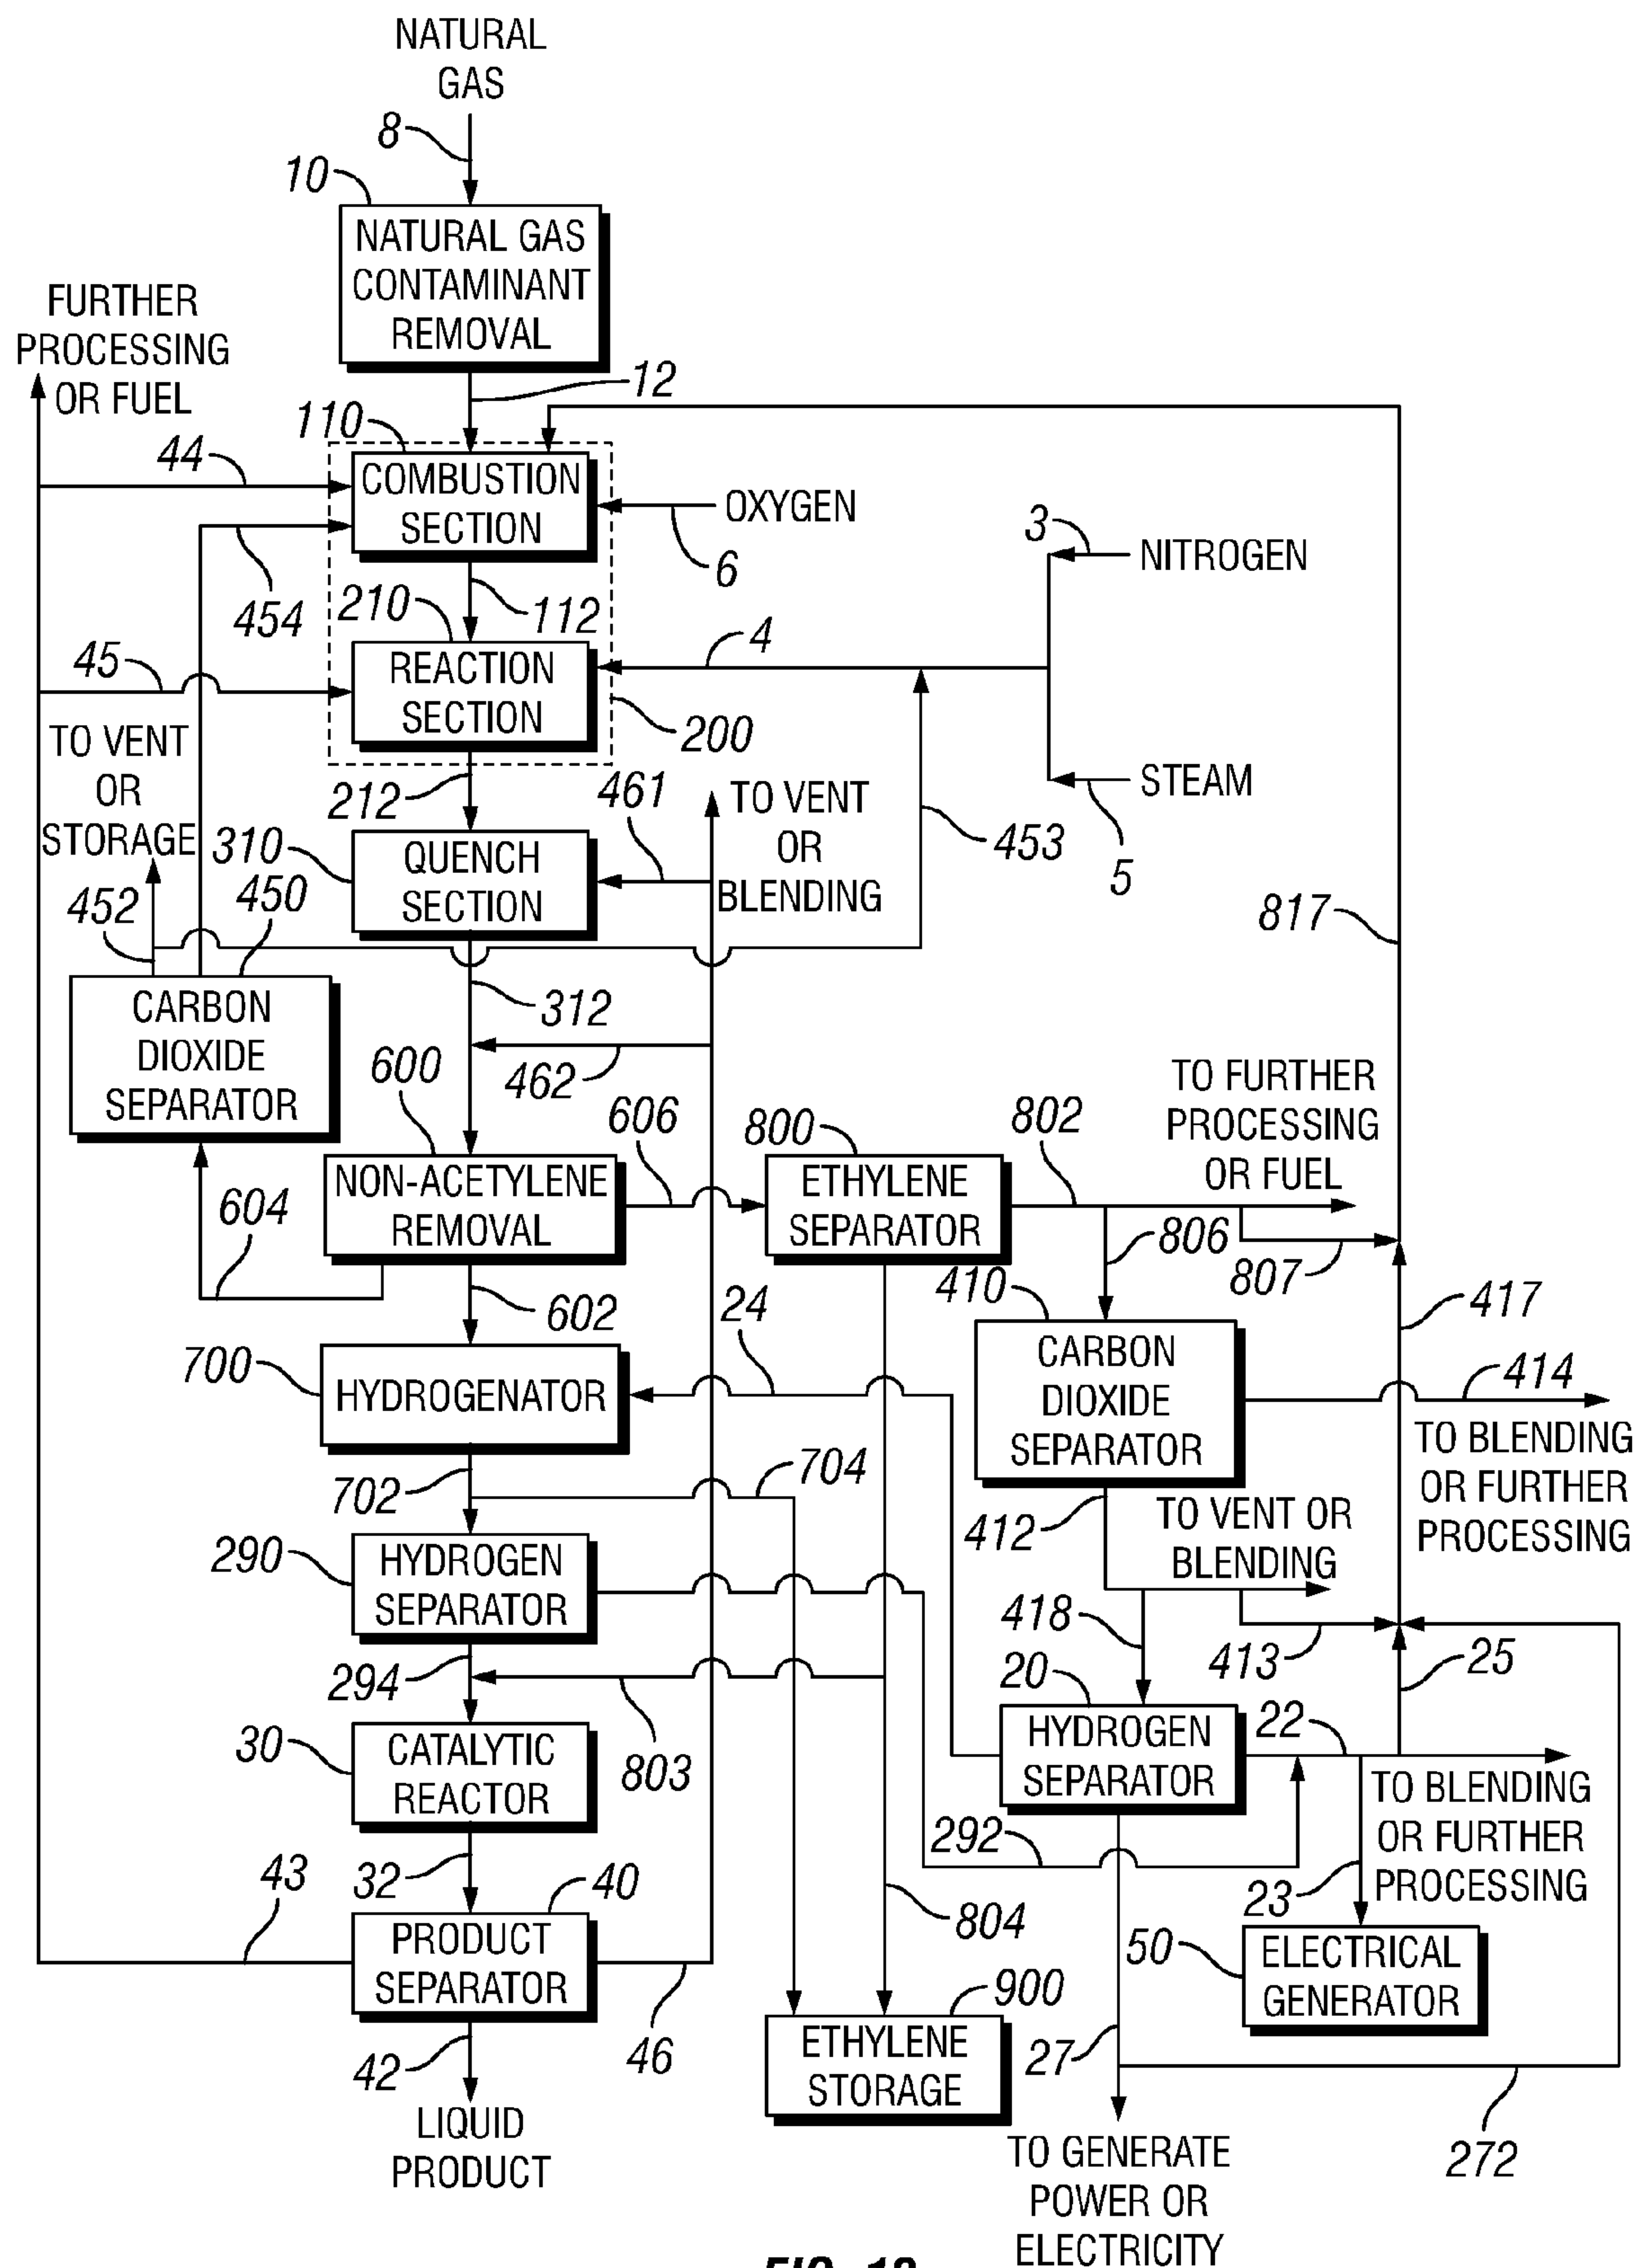 NATURAL
GAS
8
10
NATURAL GAS
CONTAMINANT
REMOVAL
FURTHER
PROCESSING
OR FUEL
12
110
44
COMBUSTION
SECTION
OXYGEN
6
3
NITROGEN
454
210
112
4
45
REACTION
SECTION
200
TO VENT
OR
STORAGE
212
461
TO VENT
OR
BLENDING
STEAM
5
453
310
QUENCH
SECTION
452
450
817
CARBON
DIOXIDE
SEPARATOR
312
462
600
606
800
802
TO FURTHER
PROCESSING
OR FUEL
604
NON-ACETYLENE
REMOVAL
ETHYLENE
SEPARATOR
806
807
602
24
410
417
700
HYDROGENATOR
CARBON
DIOXIDE
SEPARATOR
414
TO BLENDING
OR FURTHER
PROCESSING
702
704
412
TO VENT OR
BLENDING
290
HYDROGEN
SEPARATOR
418
413
25
294
803
20
HYDROGEN
SEPARATOR
22
30
CATALYTIC
REACTOR
TO BLENDING
OR FURTHER
PROCESSING
292
23
32
40
43
PRODUCT
SEPARATOR
804
50
ELECTRICAL
GENERATOR
900
46
ETHYLENE
STORAGE
27
42
272
LIQUID
PRODUCT
TO GENERATE
POWER OR
ELECTRICITY